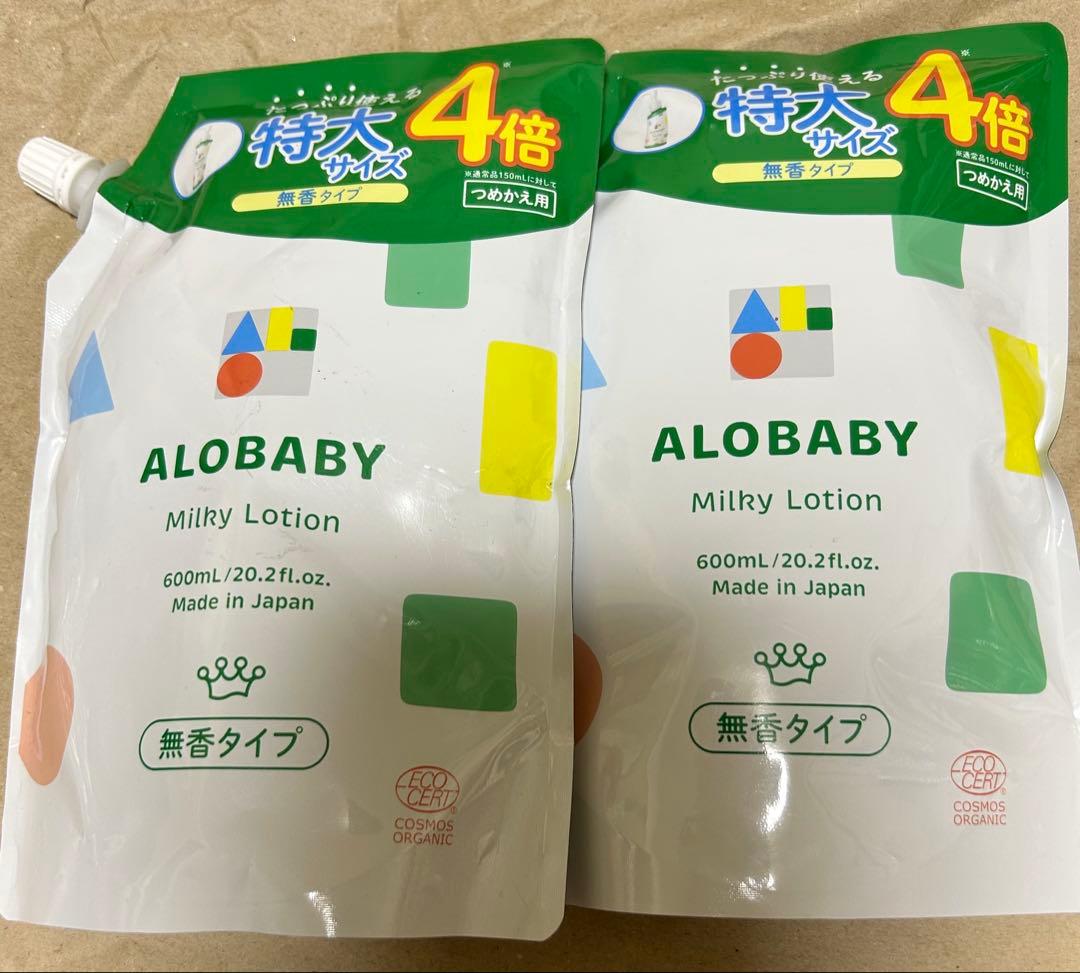 たっぷり使える
特大
サイズ
4倍
※
※通常品150mLに対して
無香タイプ
つめかえ用
ALOBABY
Milky Lotion
600mL/20.2fl.oz.
Made in Japan
無香タイプ
ECO
CERT
®
COSMOS
ORGANIC
たっぷり使える
特大
サイズ
4倍
※
※通常品150mLに対して
無香タイプ
つめかえ用
ALOBABY
Milky Lotion
600mL/20.2fl.oz.
Made in Japan
無香タイプ
ECO
CERT
®
COSMOS
ORGANIC